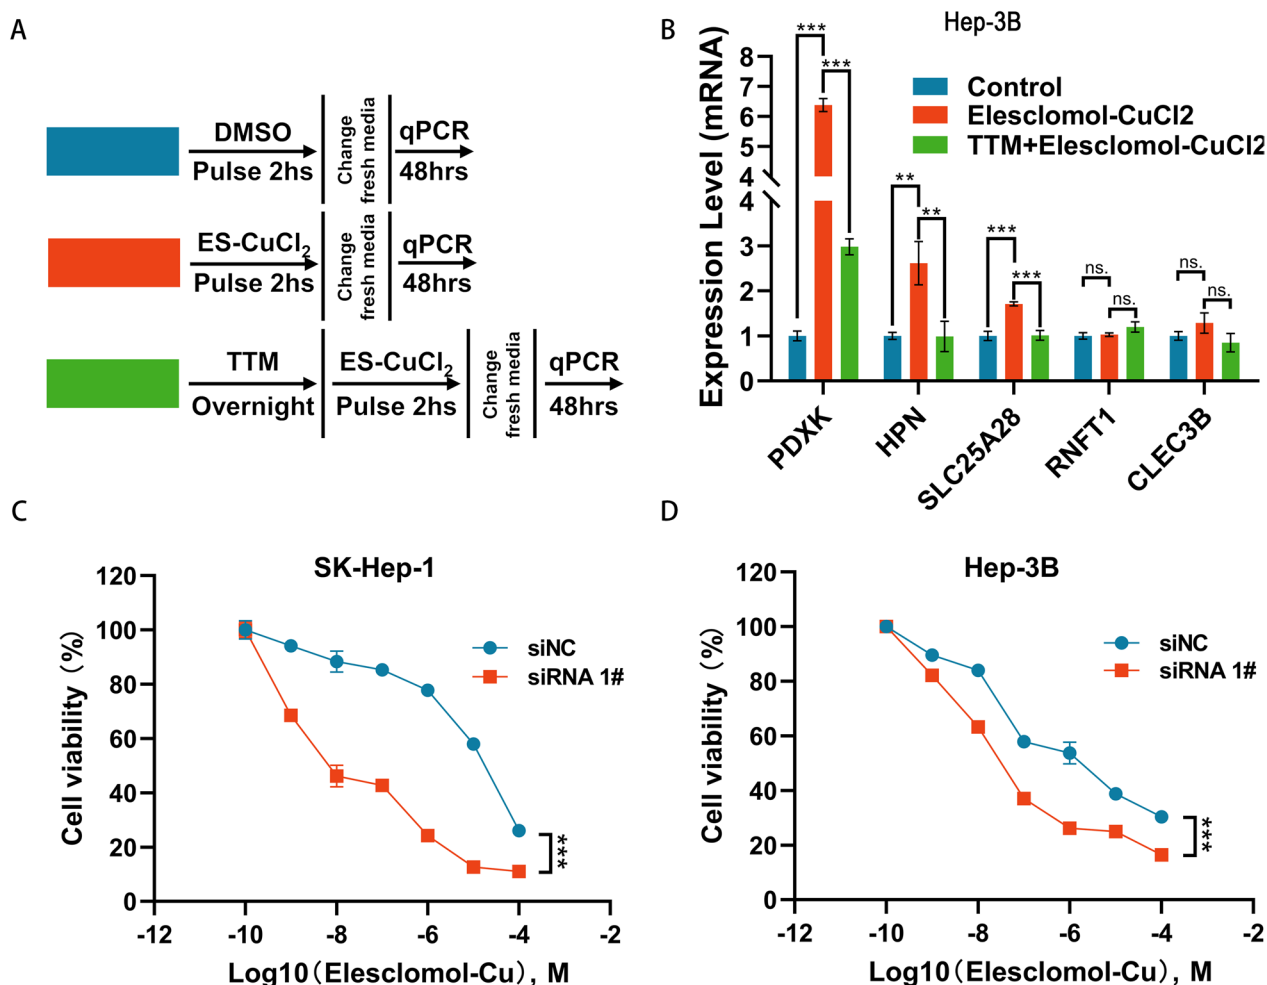 A
DMSO
Pulse 2hs
Change
fresh media
qPCR
48hrs
ES-CuCl2
Pulse 2hs
Change
fresh media
qPCR
48hrs
TTM
Overnight
ES-CuCl2
Pulse 2hs
Change
fresh media
qPCR
48hrs
B
Hep-3B
Expression Level (mRNA)
8
7
6
5
4
4
3
2
1
0
Control
Elesclomol-CuCl2
TTM+Elesclomol-CuCl2
***
***
**
**
***
***
ns.
ns.
ns.
ns.
PDXK
HPN
SLC25A28
RNFT1
CLEC3B
C
SK-Hep-1
Cell viability (%)
120
100
80
60
40
20
0
siNC
siRNA 1#
***
-12
-10
-8
-6
-4
-2
Log10(Elesclomol-Cu), M
D
Hep-3B
Cell viability (%)
120
100
80
60
40
20
0
siNC
siRNA 1#
***
-12
-10
-8
-6
-4
-2
Log10(Elesclomol-Cu), M